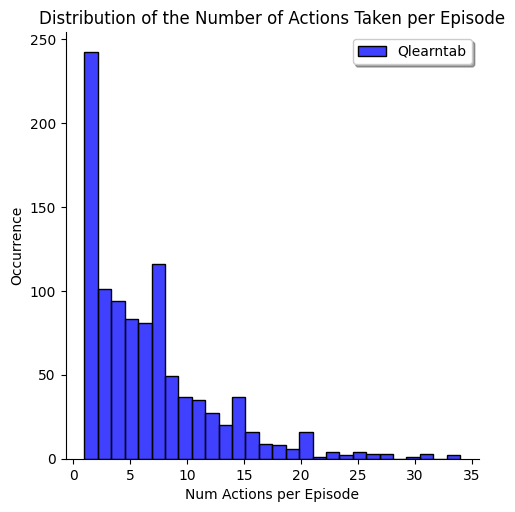 Distribution of the Number of Actions Taken per Episode
Qlearntab
250
200
150
100
50
0
Occurrence
0 5 10 15 20 25 30 35
Num Actions per Episode